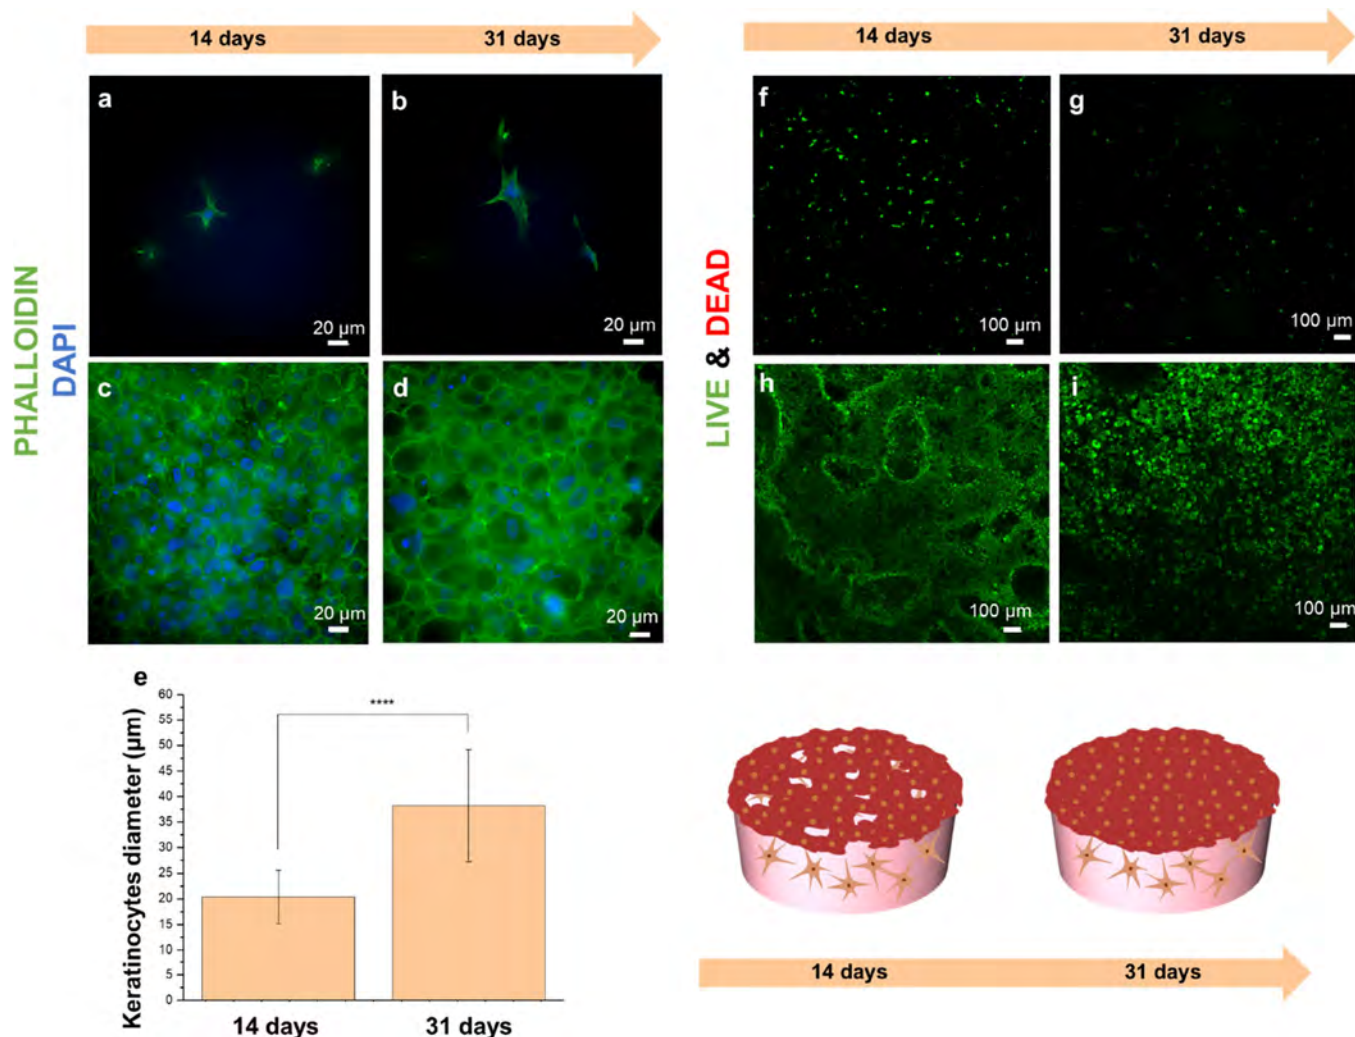 14 days
31 days
14 days
31 days
PHALLOIDIN
DAPI
a
20 µm
b
20 µm
c
20 µm
d
20 µm
LIVE & DEAD
f
100 µm
g
100 µm
h
100 µm
i
100 µm
e
Keratinocytes diameter (µm)
60
55
50
45
40
35
30
25
20
15
10
5
0
****
14 days
31 days
14 days
31 days